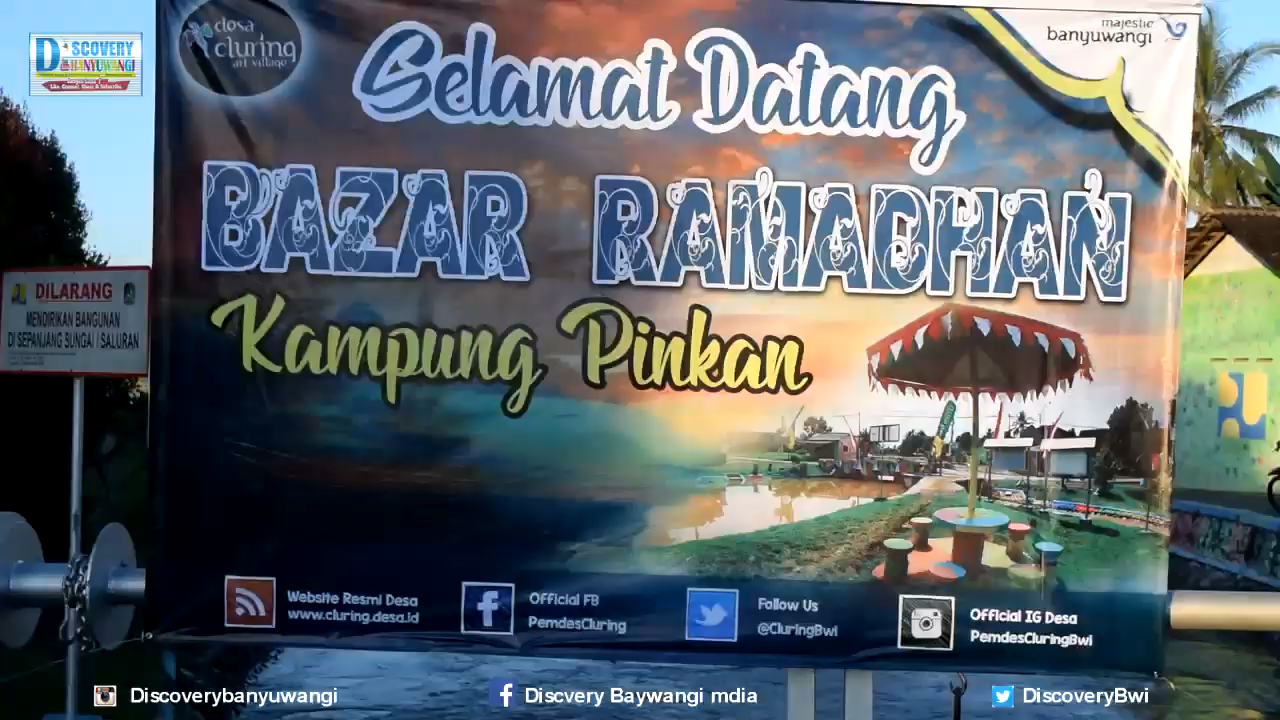 DISCOVERY
BANYUWANGI
desa
cluring
art village
majestic
banyuwangi
Selamat Datang
BAZAR RAMADHAN
Kampung Pinkan
DILARANG
MENDIRIKAN BANGUNAN
DI SEPANJANG SUNGAI / SALURAN
Website Resmi Desa
www.cluring.desa.id
Official FB
PemdesCluring
Follow Us
@CluringBwi
Official IG Desa
PemdesCluringBwi
Discoverybanyuwangi
Discvery Baywangi mdia
DiscoveryBwi